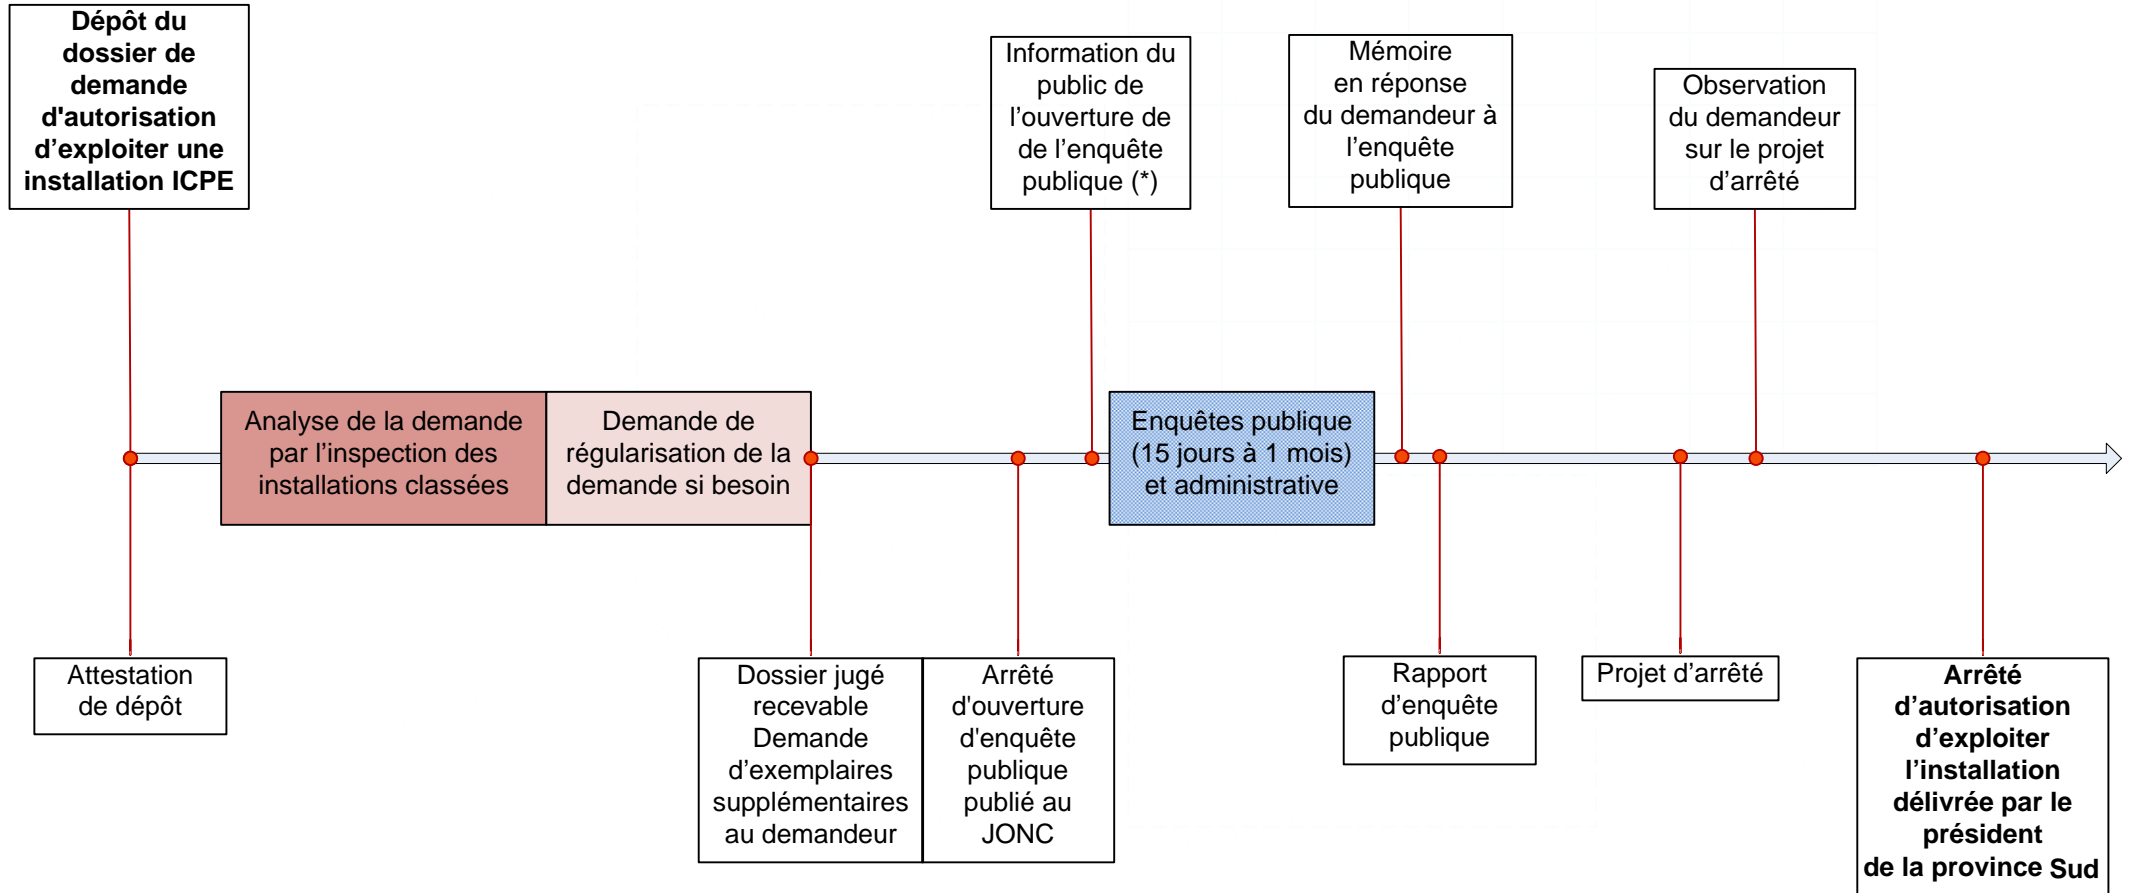 Dépôt du
dossier de
demande
d'autorisation
d’exploiter une
installation ICPE
Information du
public de
l’ouverture de
de l’enquête
publique (*)
Mémoire
en réponse
du demandeur à
l’enquête
publique
Observation
du demandeur
sur le projet
d’arrêté
Analyse de la demande
par l’inspection des
installations classées
Demande de
régularisation de la
demande si besoin
Enquêtes publique
(15 jours à 1 mois)
et administrative
Attestation
de dépôt
Dossier jugé
recevable
Demande
d’exemplaires
supplémentaires
au demandeur
Arrêté
d'ouverture
d'enquête
publique
publié au
JONC
Rapport
d’enquête
publique
Projet d’arrêté
Arrêté
d’autorisation
d’exploiter
l’installation
délivrée par le
président
de la province Sud